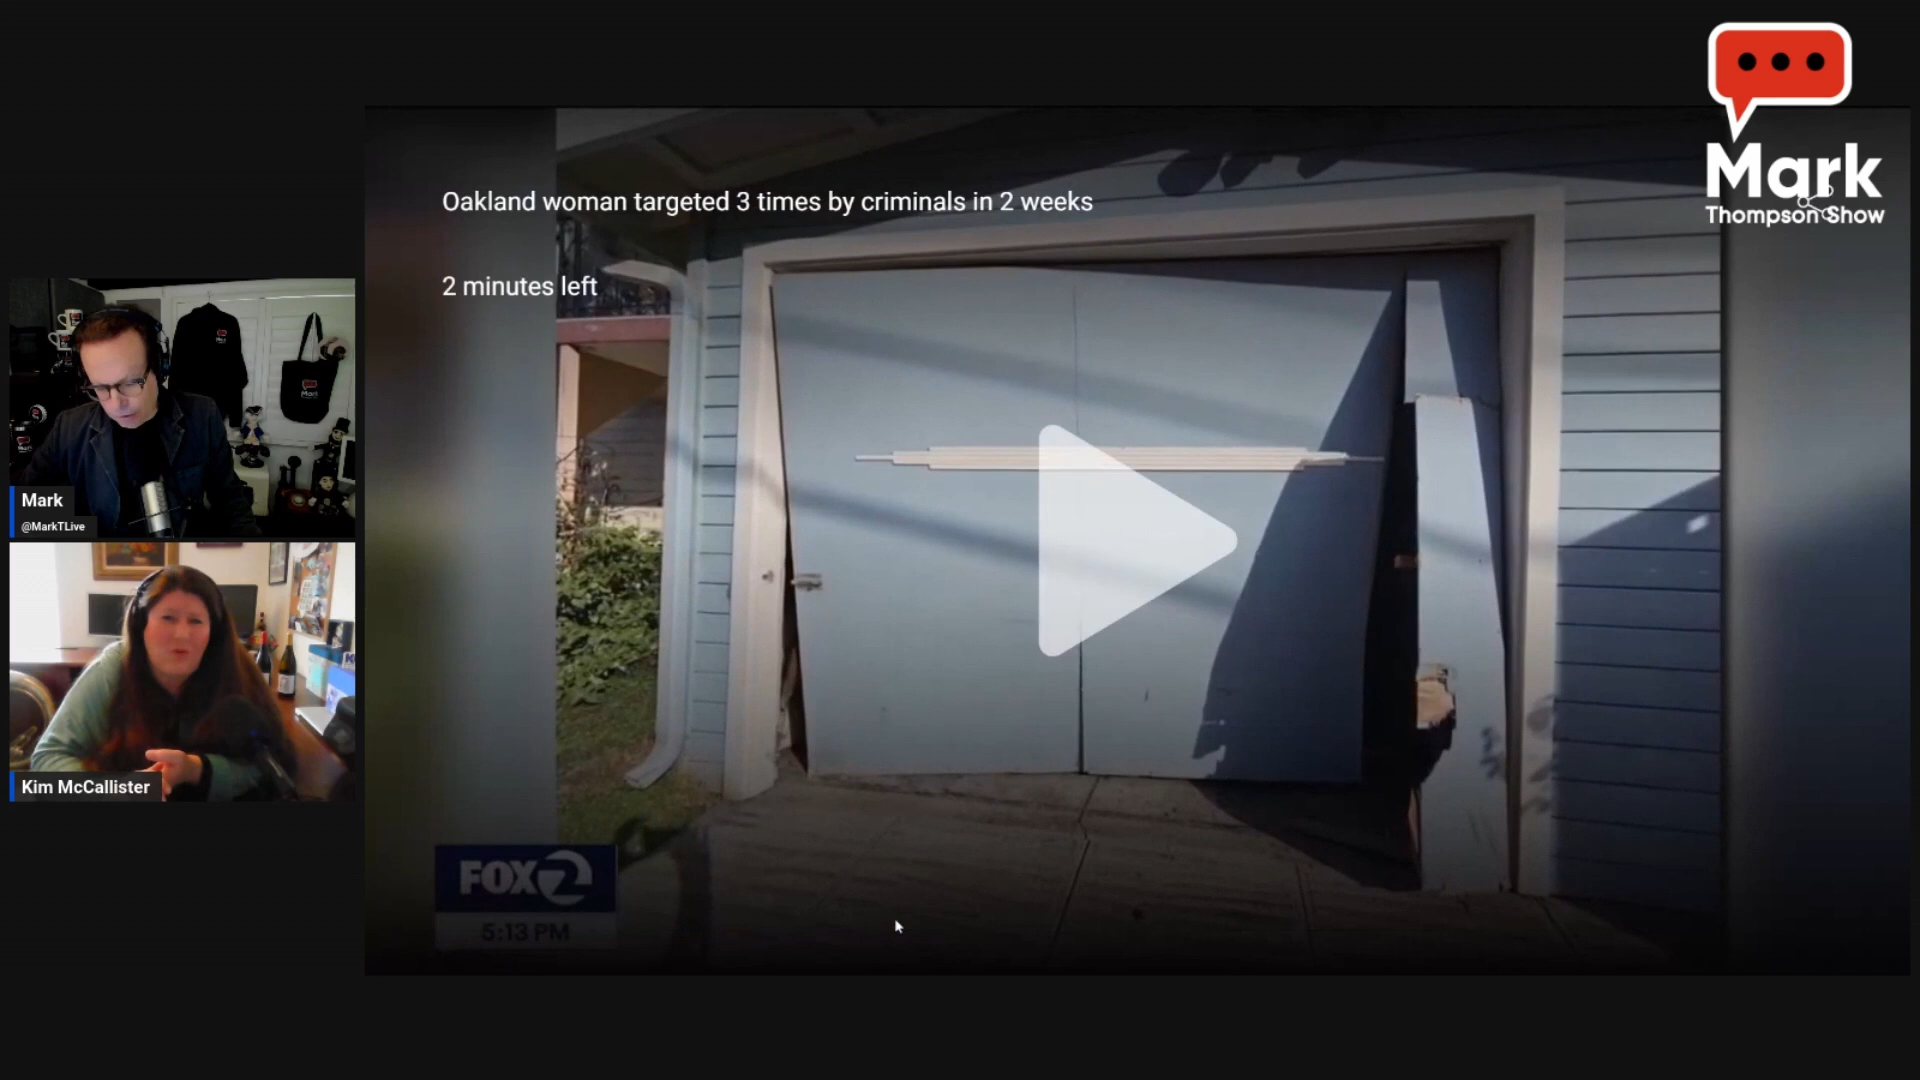 Mark
Thompson Show
Oakland woman targeted 3 times by criminals in 2 weeks
2 minutes left
Mark
@MarkTLive
Kim McCallister
FOX 2
5:13 PM